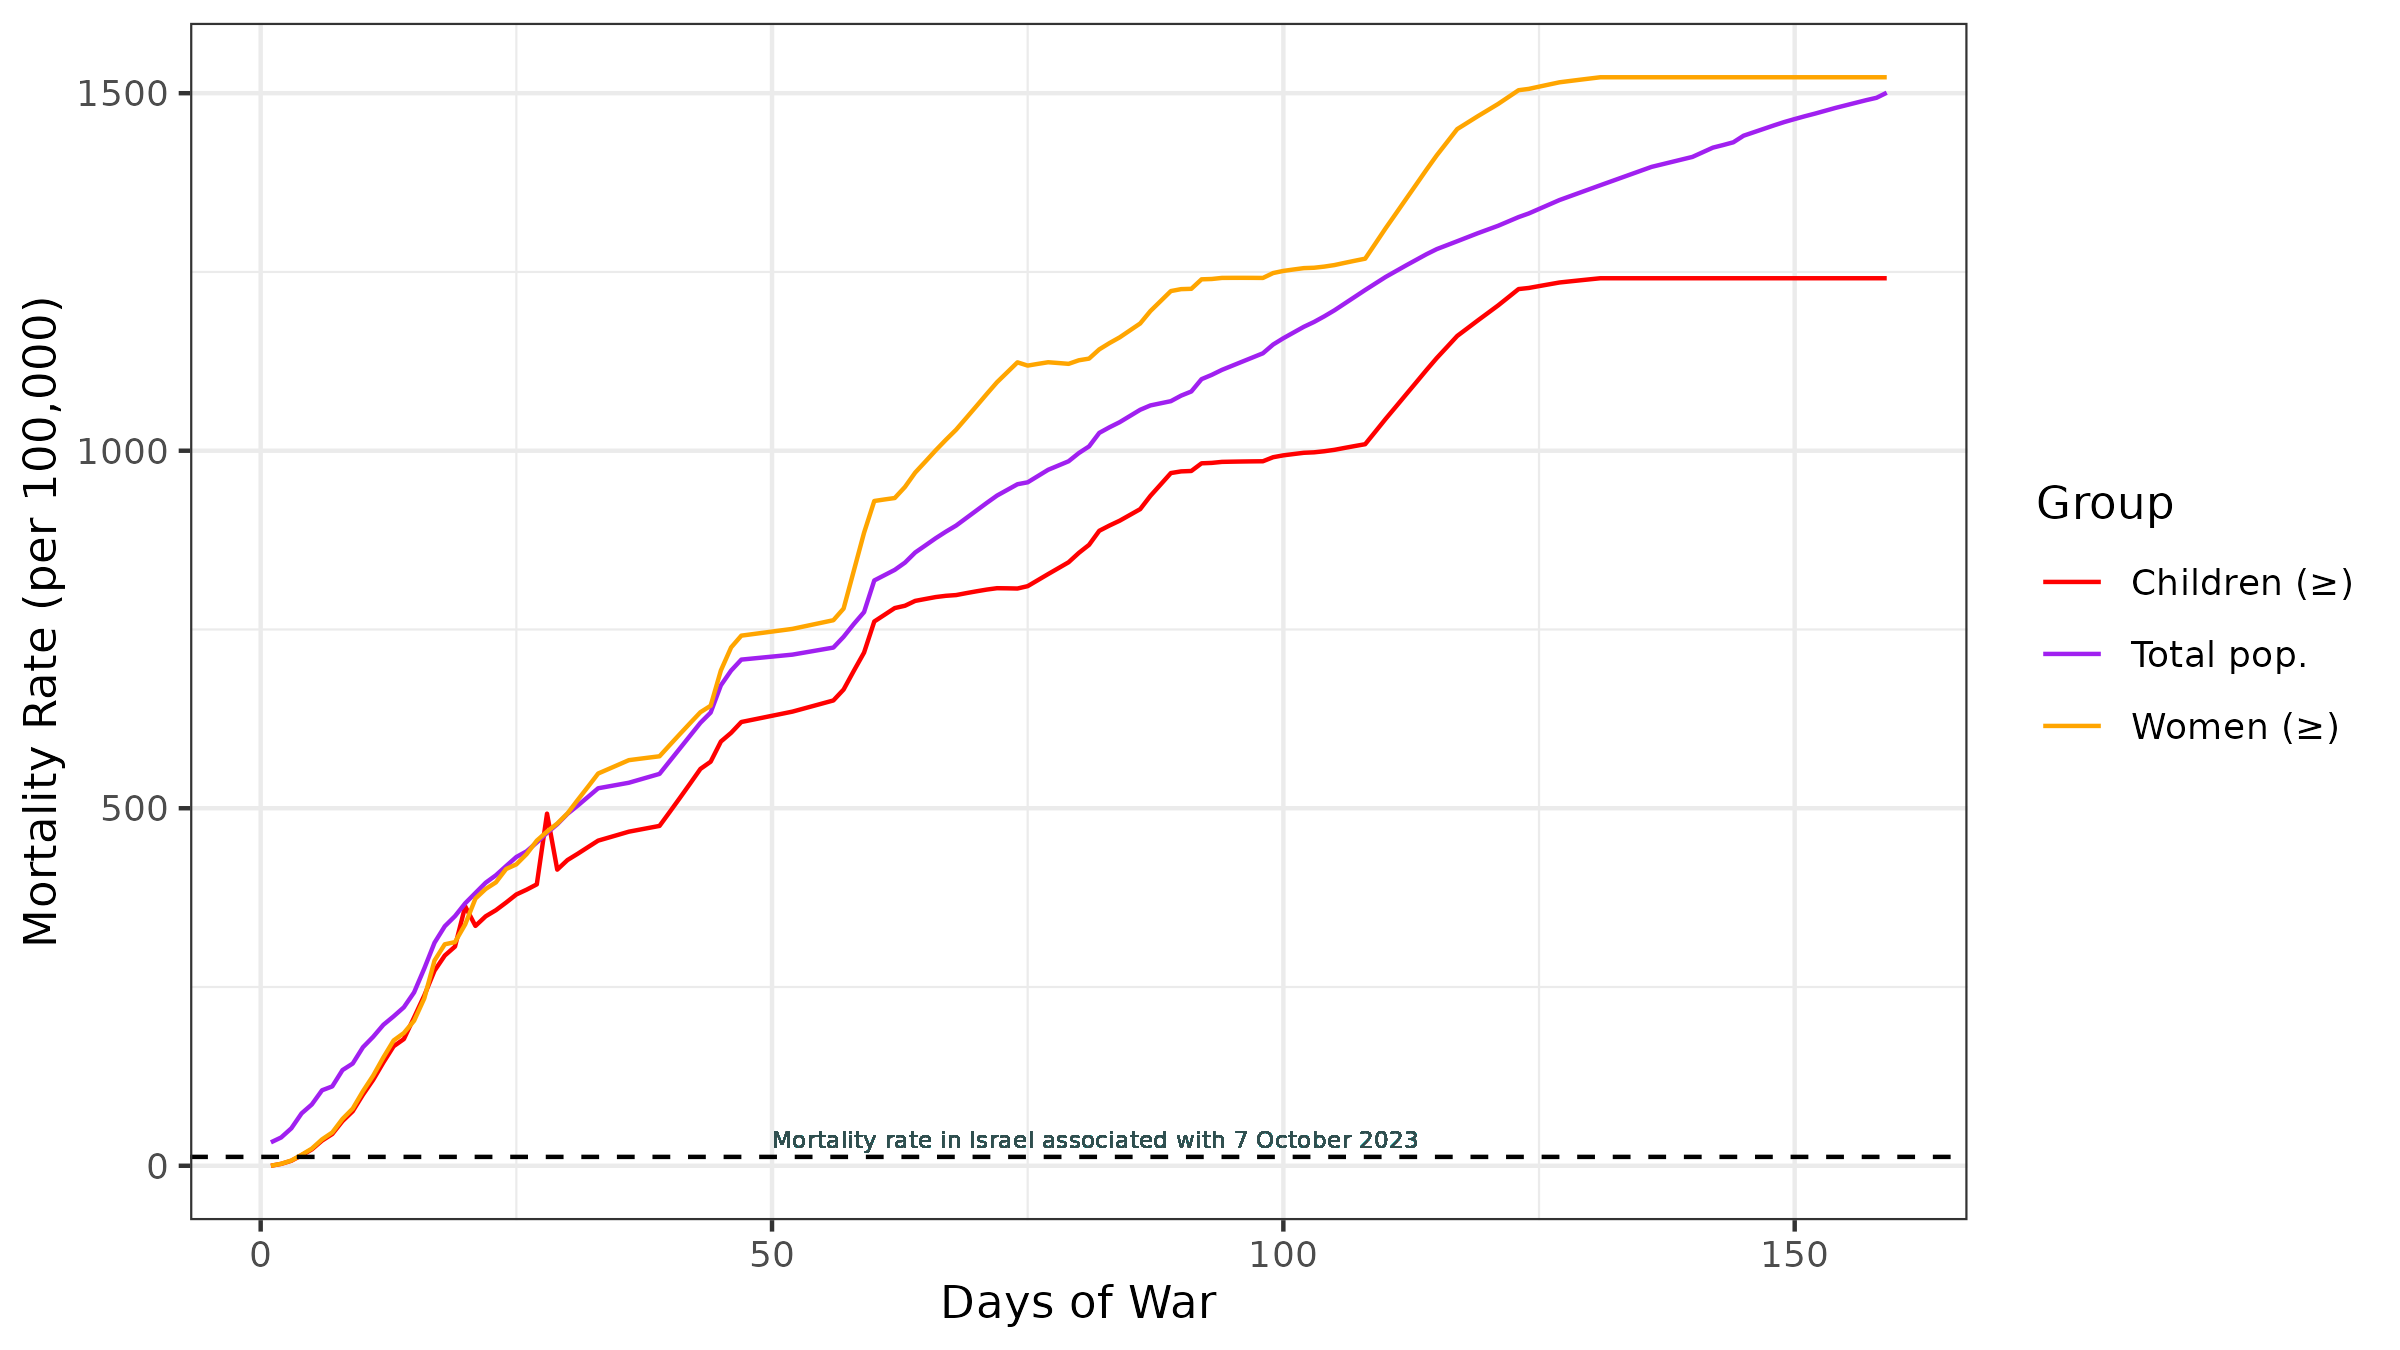 Mortality Rate (per 100,000)
1500
1000
500
0
Mortality rate in Israel associated with 7 October 2023
0 50 100 150
Days of War
Group
Children (≥)
Total pop.
Women (≥)